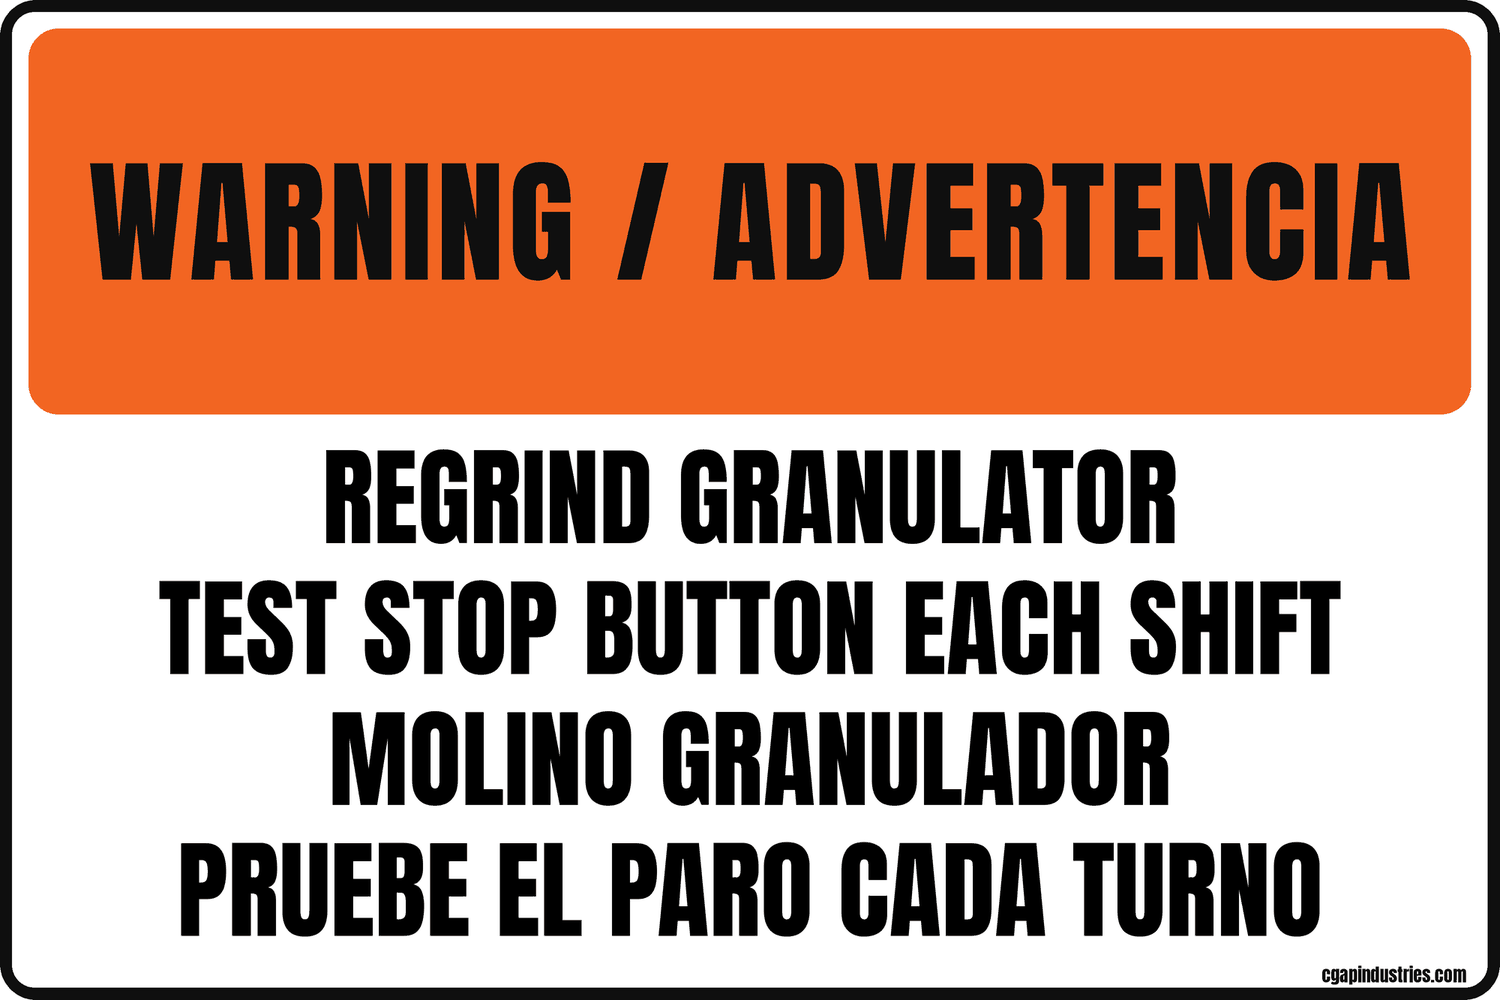 WARNING / ADVERTENCIA
REGRIND GRANULATOR
TEST STOP BUTTON EACH SHIFT
MOLINO GRANULADOR
PRUEBE EL PARO CADA TURNO
cgapindustries.com